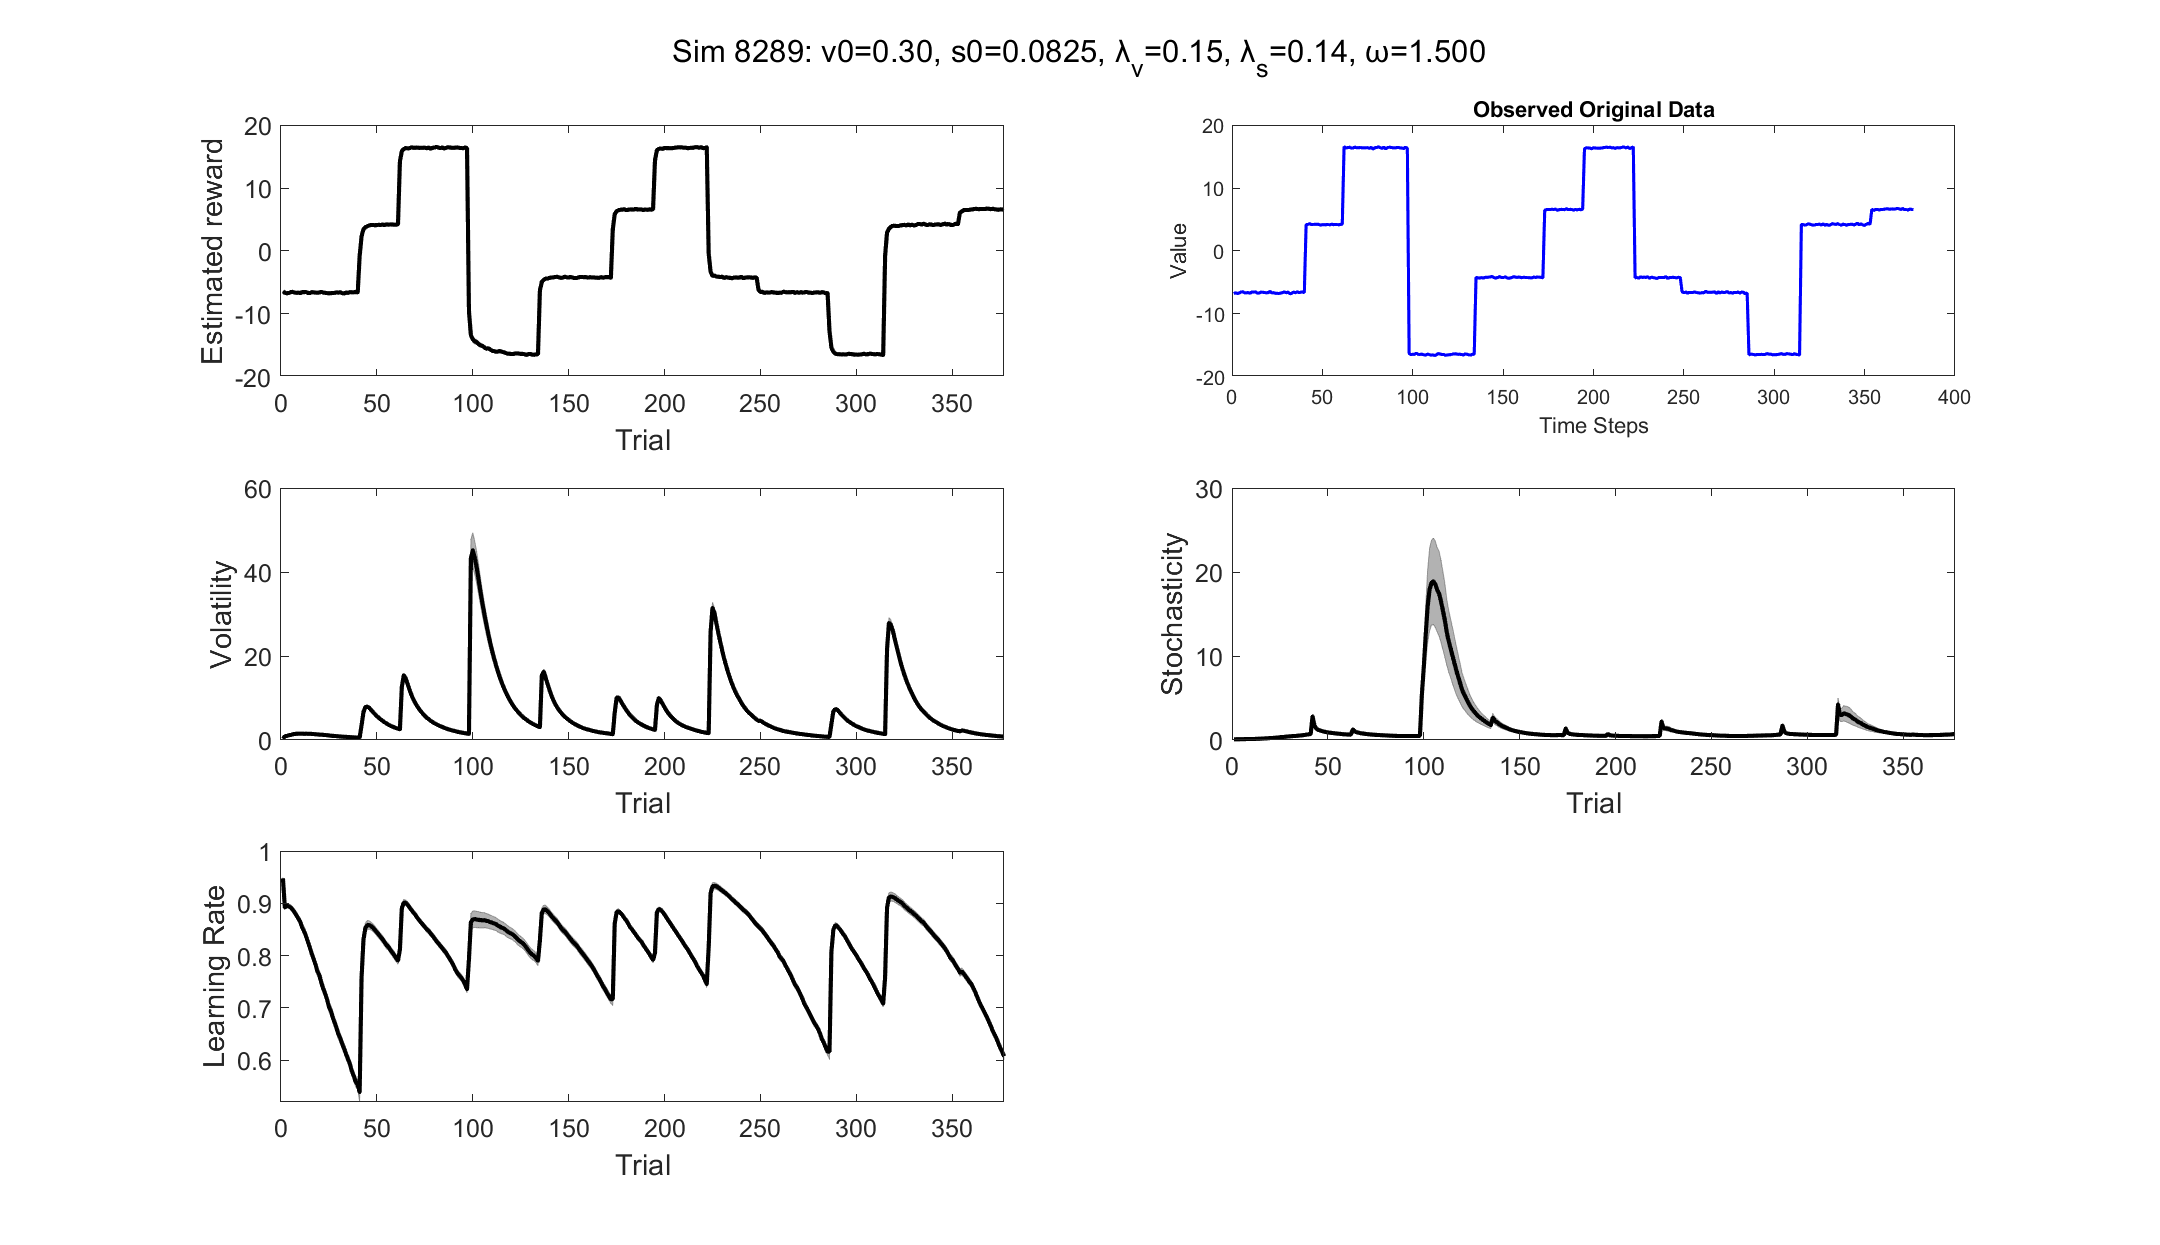 Sim 8289: v0=0.30, s0=0.0825, λ_v=0.15, λ_s=0.14, ω=1.500
20
10
0
-10
-20
Estimated reward
0 50 100 150 200 250 300 350
Trial
Observed Original Data
20
10
0
-10
-20
Value
0 50 100 150 200 250 300 350 400
Time Steps
60
40
20
0
Volatility
0 50 100 150 200 250 300 350
Trial
30
20
10
0
Stochasticity
0 50 100 150 200 250 300 350
Trial
1
0.9
0.8
0.7
0.6
Learning Rate
0 50 100 150 200 250 300 350
Trial